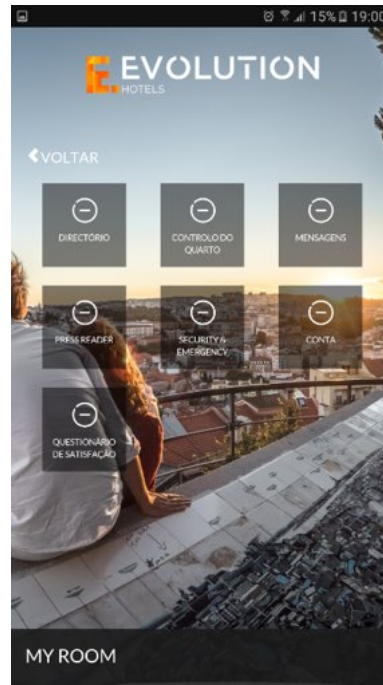 15% 19:00
EVOLUTION
HOTELS
VOLTAR
DIRECTÓRIO
CONTROLO DO
QUARTO
MENSAGENS
PRESS READER
SECURITY &
EMERGENCY
CONTA
QUESTIONÁRIO
DE SATISFAÇÃO
MY ROOM